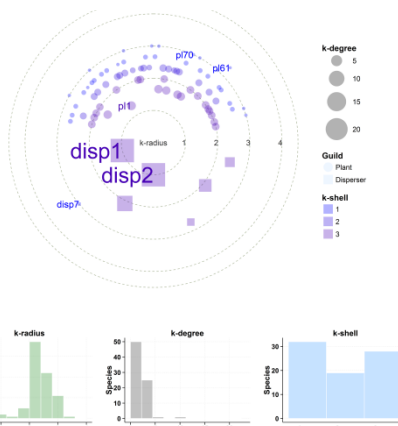 k-degree
5
10
15
20
Guild
Plant
Disperser
k-shell
1
2
3
pl70
pl61
pl1
k-radius
1 2 3 4
disp1
disp2
disp7
k-radius
k-degree
50
40
30
20
10
0
Species
k-shell
30
20
10
0
Species